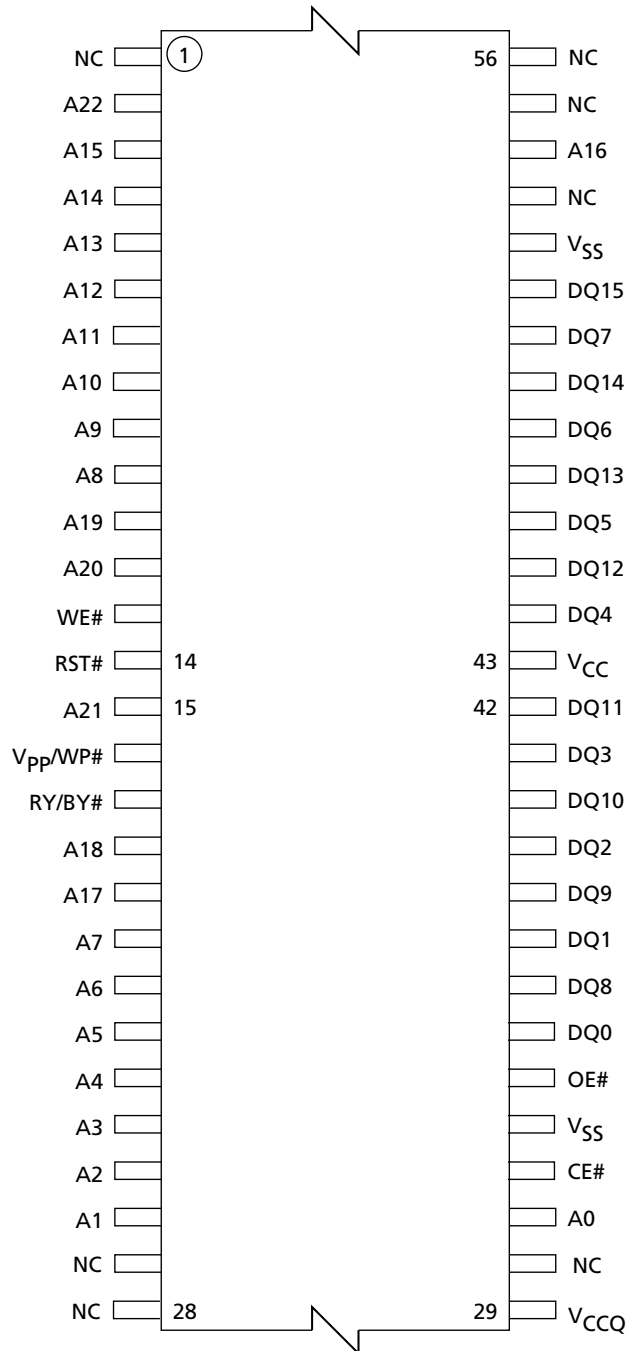 NC 1 56 NC
A22 NC
A15 A16
A14 NC
A13 VSS
A12 DQ15
A11 DQ7
A10 DQ14
A9 DQ6
A8 DQ13
A19 DQ5
A20 DQ12
WE# DQ4
RST# 14 43 VCC
A21 15 42 DQ11
VPP/WP# DQ3
RY/BY# DQ10
A18 DQ2
A17 DQ9
A7 DQ1
A6 DQ8
A5 DQ0
A4 OE#
A3 VSS
A2 CE#
A1 A0
NC NC
NC 28 29 VCCQ